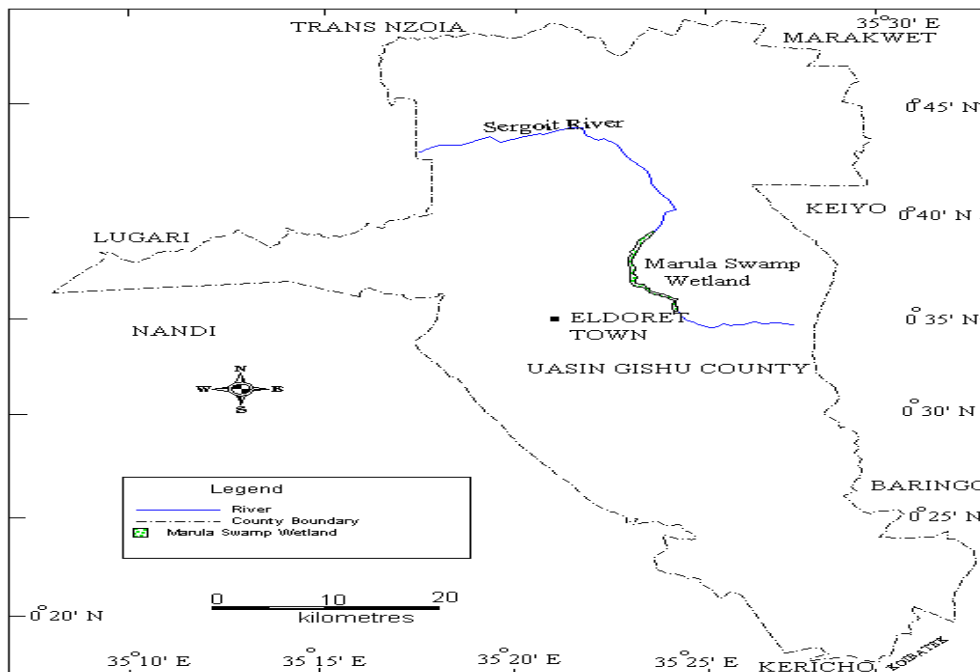 35° 30' E
TRANS NZOIA
MARAKWET
0° 45' N
Sergoit River
KEIYO
0° 40' N
LUGARI
Marula Swamp
Wetland
ELDORET
TOWN
0° 35' N
NANDI
UASIN GISHU COUNTY
N
W E
S
0° 30' N
BARINGO
0° 25' N
Legend
River
County Boundary
Marula Swamp Wetland
0 10 20
kilometres
0° 20' N
35° 10' E
35° 15' E
35° 20' E
35° 25' E
KERICHO
KOIBATEK